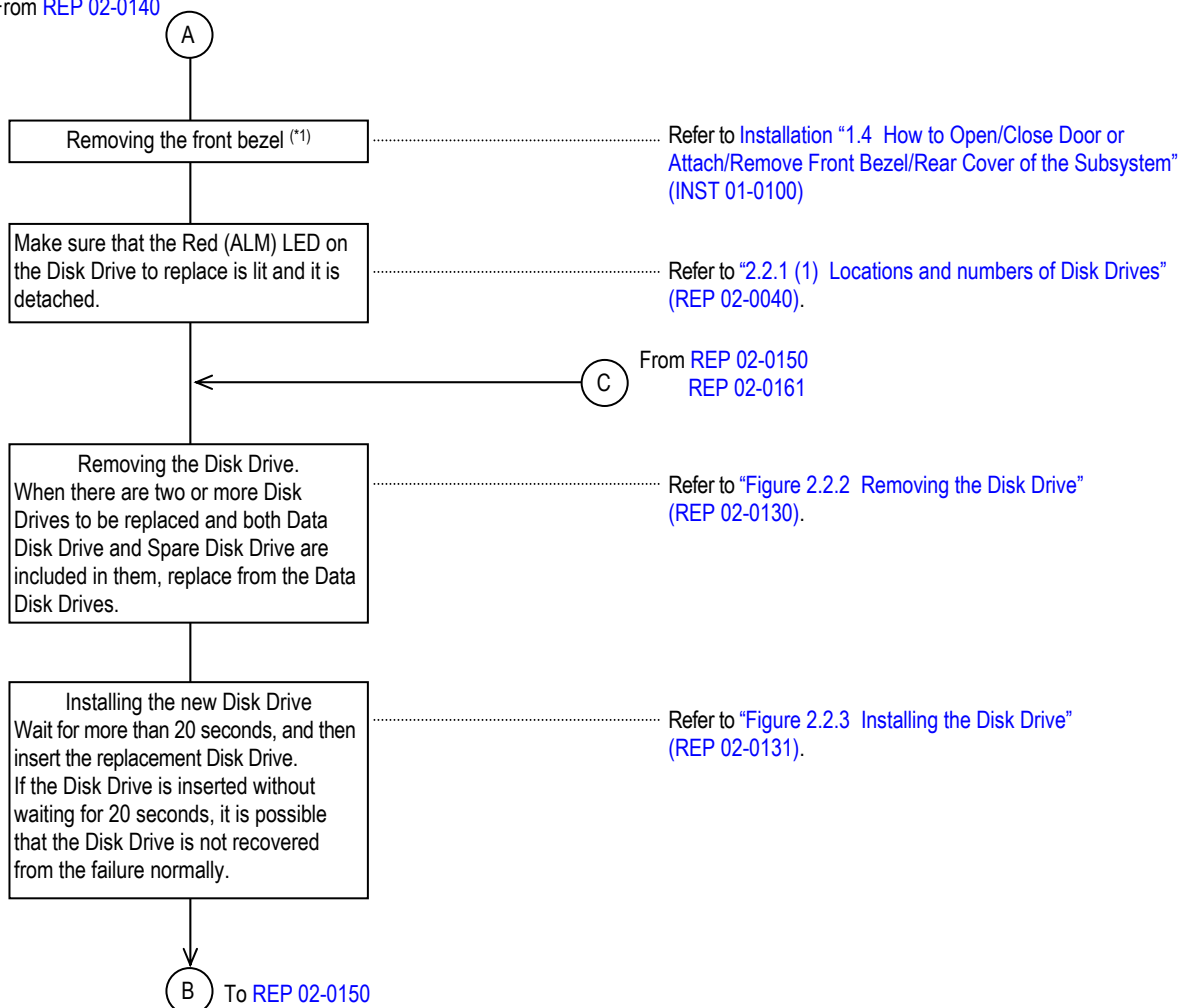 From REP 02-0140
A
Removing the front bezel (*1)
Refer to Installation “1.4 How to Open/Close Door or
Attach/Remove Front Bezel/Rear Cover of the Subsystem”
(INST 01-0100)
Make sure that the Red (ALM) LED on
the Disk Drive to replace is lit and it is
detached.
Refer to “2.2.1 (1) Locations and numbers of Disk Drives”
(REP 02-0040).
C
From REP 02-0150
REP 02-0161
Removing the Disk Drive.
When there are two or more Disk
Drives to be replaced and both Data
Disk Drive and Spare Disk Drive are
included in them, replace from the Data
Disk Drives.
Refer to “Figure 2.2.2 Removing the Disk Drive”
(REP 02-0130).
Installing the new Disk Drive
Wait for more than 20 seconds, and then
insert the replacement Disk Drive.
If the Disk Drive is inserted without
waiting for 20 seconds, it is possible
that the Disk Drive is not recovered
from the failure normally.
Refer to “Figure 2.2.3 Installing the Disk Drive”
(REP 02-0131).
B
To REP 02-0150